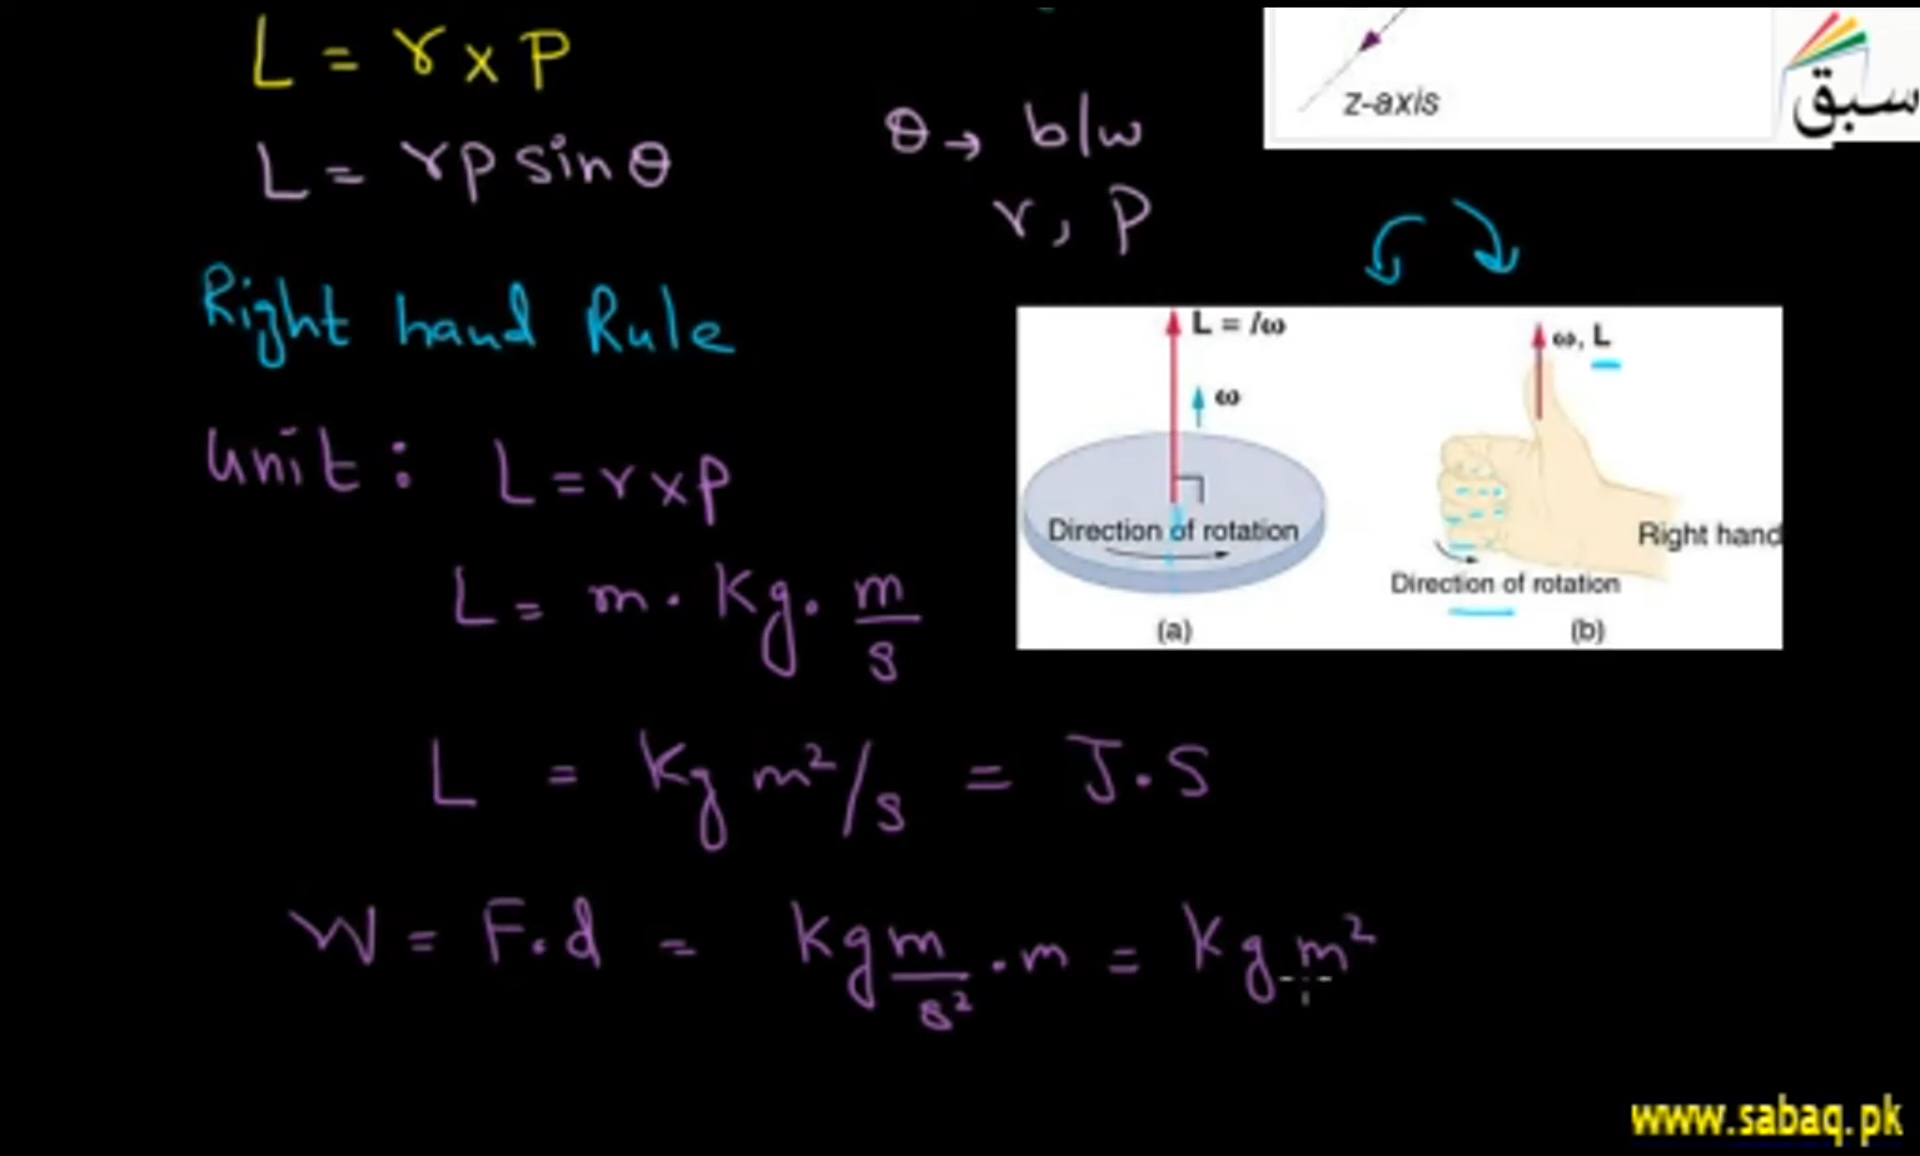 L = r x P
L = rp sin θ
θ → b/w
r, P
z-axis
سبق
Right hand Rule
Unit : L = r x p
L = m . Kg . m/s
L = Kg m²/s = J.S
W = F.d = Kg m/s² . m = Kg m²
L = Iω
ω
Direction of rotation
(a)
ω, L
Right hand
Direction of rotation
(b)
www.sabaq.pk